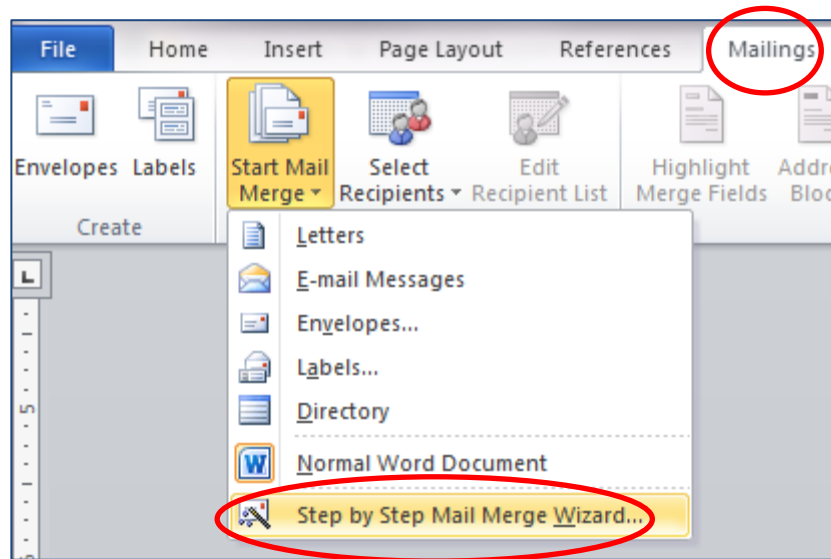 File Home Insert Page Layout References Mailings
Envelopes Labels Start Mail Merge Select Recipients Edit Recipient List Highlight Merge Fields
Create
Letters
E-mail Messages
Envelopes...
Labels...
Directory
Normal Word Document
Step by Step Mail Merge Wizard...
L
5